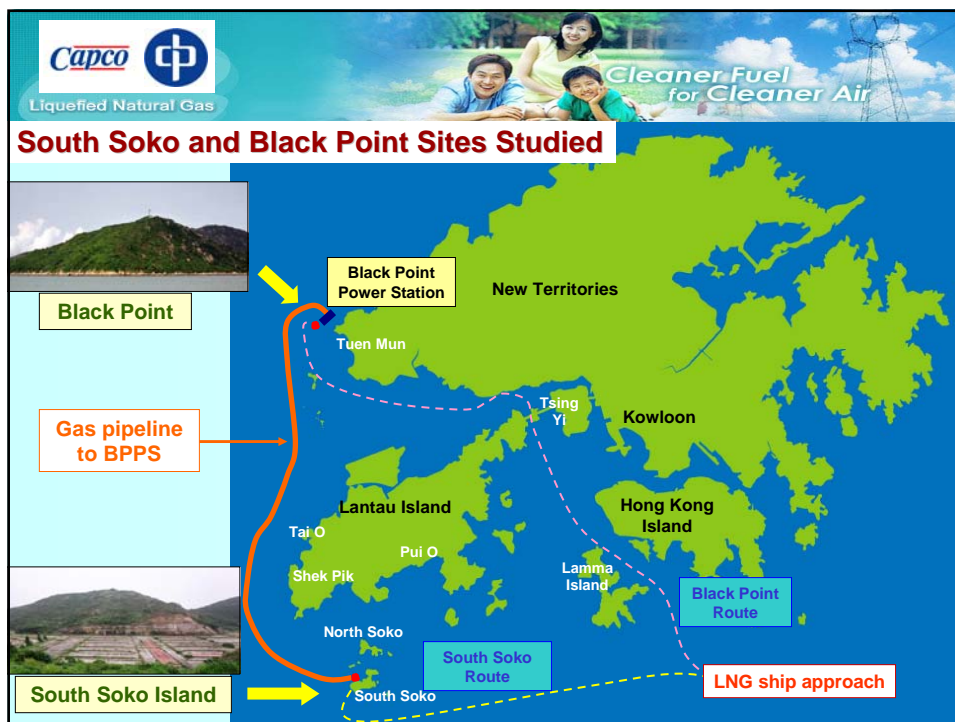 Capco
Liquefied Natural Gas
Cleaner Fuel
for Cleaner Air
South Soko and Black Point Sites Studied
Black Point
Black Point
Power Station
New Territories
Tuen Mun
Tsing
Yi
Kowloon
Gas pipeline
to BPPS
Lantau Island
Hong Kong
Island
Tai O
Pui O
Shek Pik
Lamma
Island
Black Point
Route
North Soko
South Soko
Route
LNG ship approach
South Soko Island
South Soko